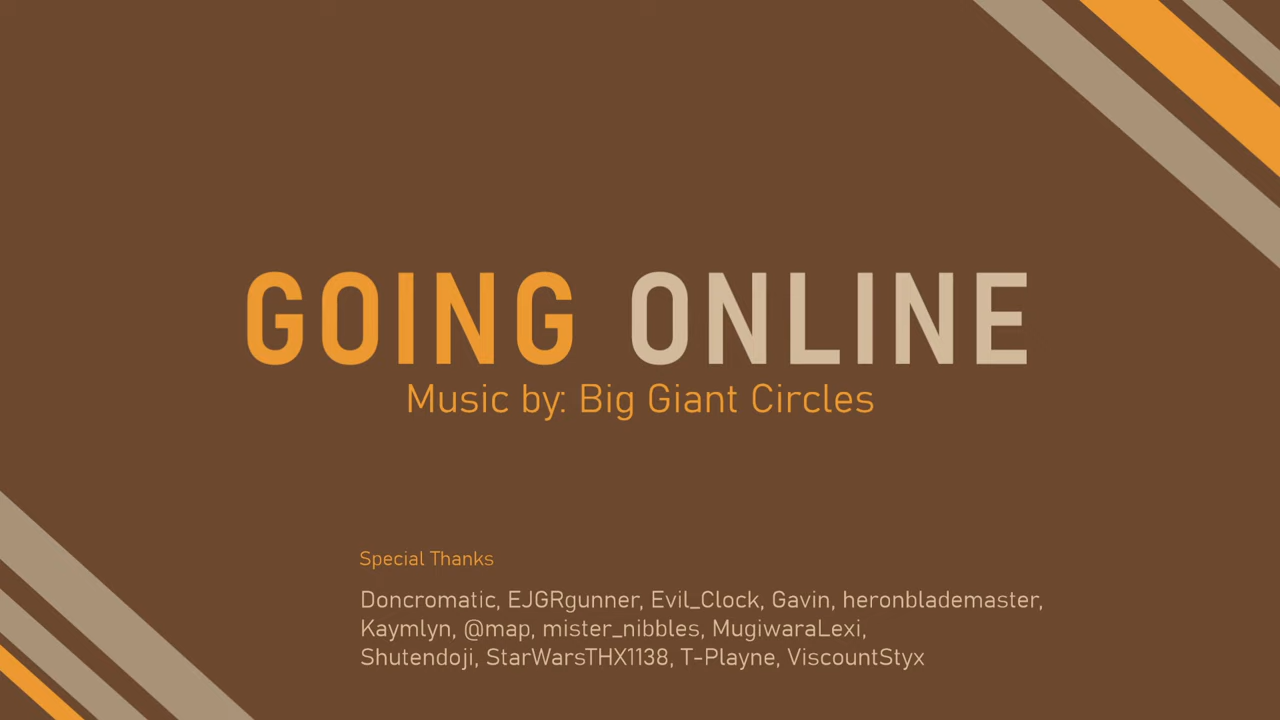 GOING ONLINE
Music by: Big Giant Circles
Special Thanks
Doncromatic, EJGRgunner, Evil_Clock, Gavin, heronblademaster,
Kaymlyn, @map, mister_nibbles, MugiwaraLexi,
Shutendoji, StarWarsTHX1138, T-Playne, ViscountStyx